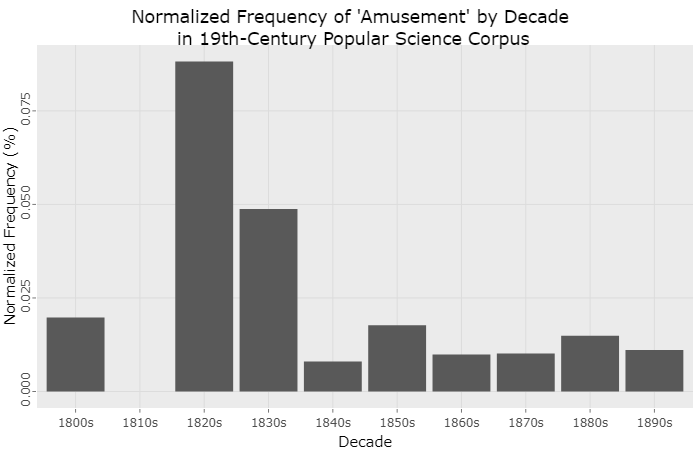 Normalized Frequency of 'Amusement' by Decade
in 19th-Century Popular Science Corpus
Normalized Frequency (%)
0.075
0.050
0.025
0.000
1800s 1810s 1820s 1830s 1840s 1850s 1860s 1870s 1880s 1890s
Decade